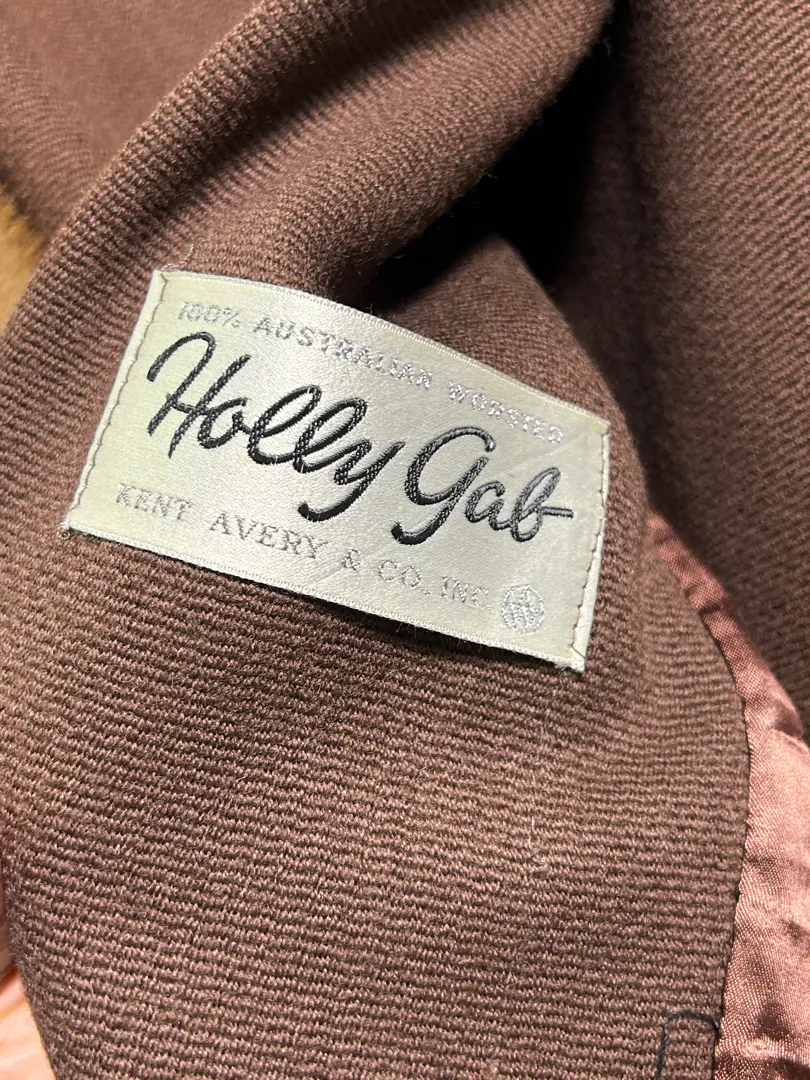 100% AUSTRALIAN WORSTED
Holly Gab
KENT AVERY & CO. INC.